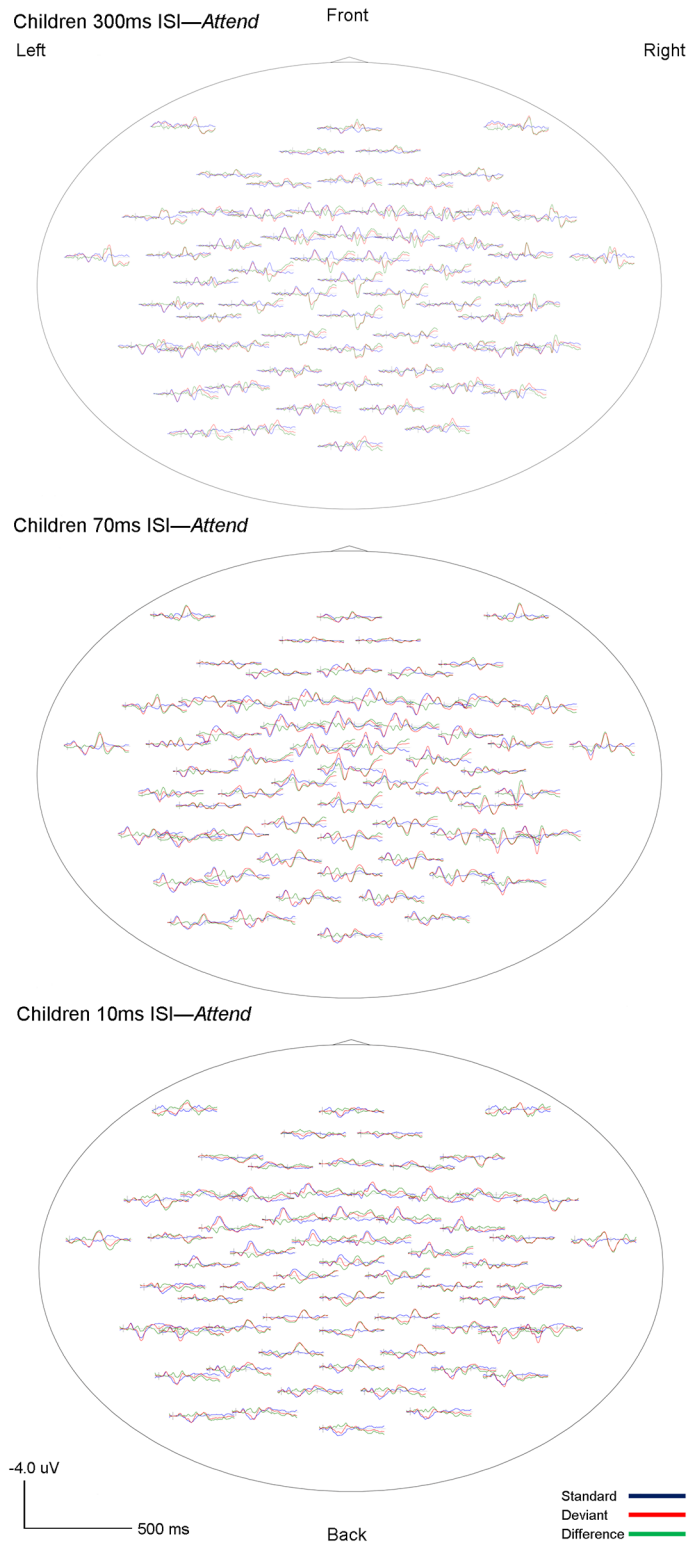 Children 300ms ISI—Attend
Front
Left
Right
Children 70ms ISI—Attend
Children 10ms ISI—Attend
-4.0 uV
500 ms
Back
Standard
Deviant
Difference